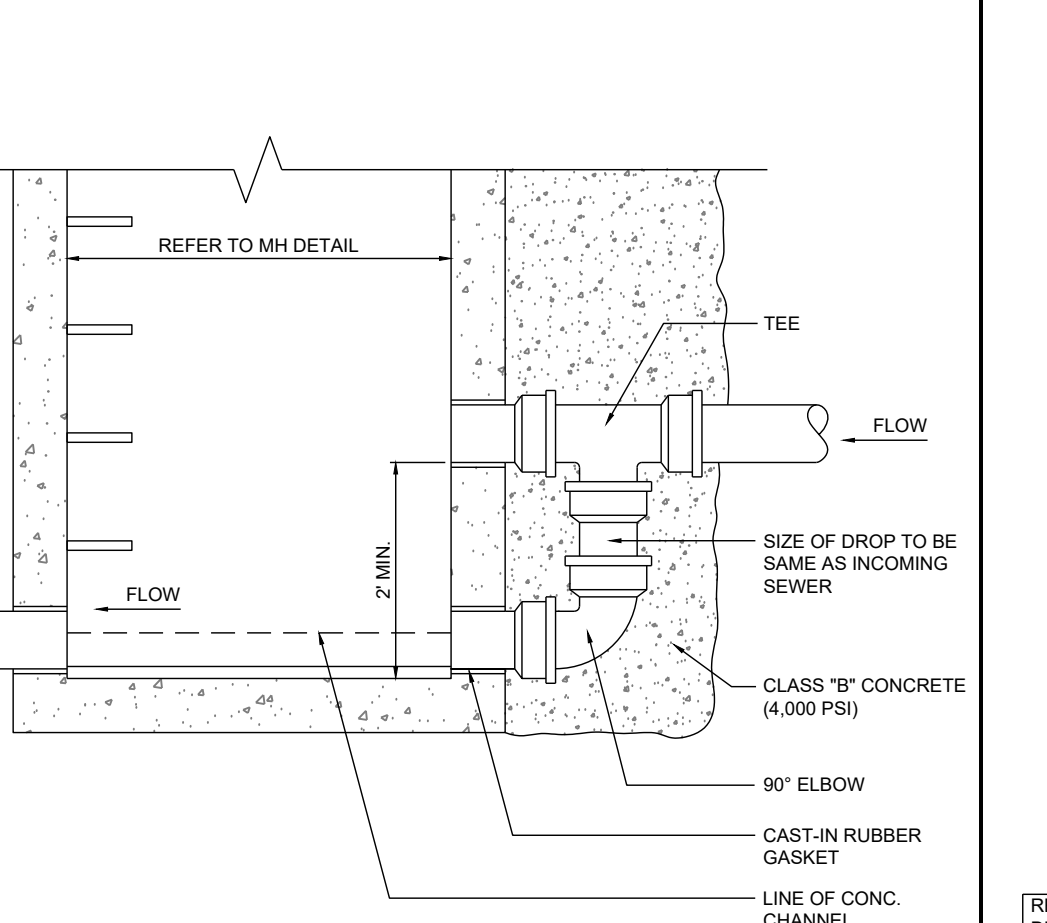 REFER TO MH DETAIL
TEE
FLOW
2' MIN.
SIZE OF DROP TO BE
SAME AS INCOMING
SEWER
FLOW
CLASS "B" CONCRETE
(4,000 PSI)
90° ELBOW
CAST-IN RUBBER
GASKET
LINE OF CONC.
CHANNEL